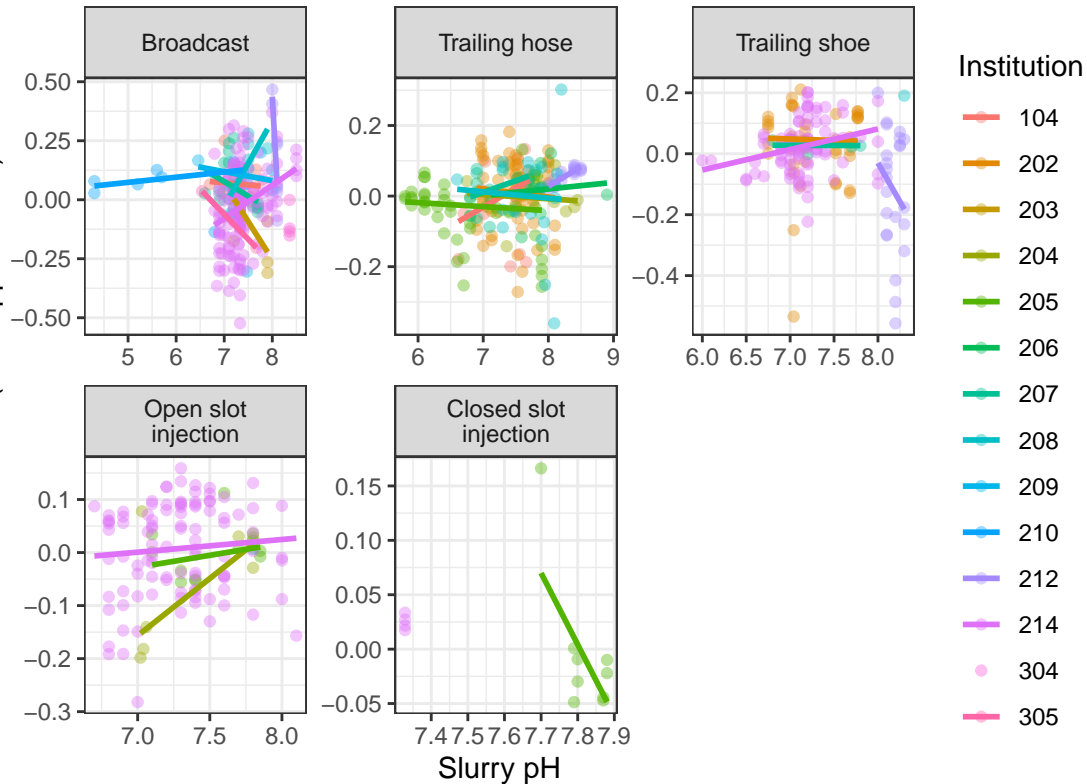 Broadcast
Trailing hose
Trailing shoe
0.50
0.25
0.00
−0.25
−0.50
5 6 7 8
0.2
0.0
−0.2
6 7 8 9
0.2
0.0
−0.2
−0.4
6.0 6.5 7.0 7.5 8.0
Open slot
injection
Closed slot
injection
0.1
0.0
−0.1
−0.2
−0.3
7.0 7.5 8.0
0.15
0.10
0.05
0.00
−0.05
7.4 7.5 7.6 7.7 7.8 7.9
Slurry pH
Institution
104
202
203
204
205
206
207
208
209
210
212
214
304
305